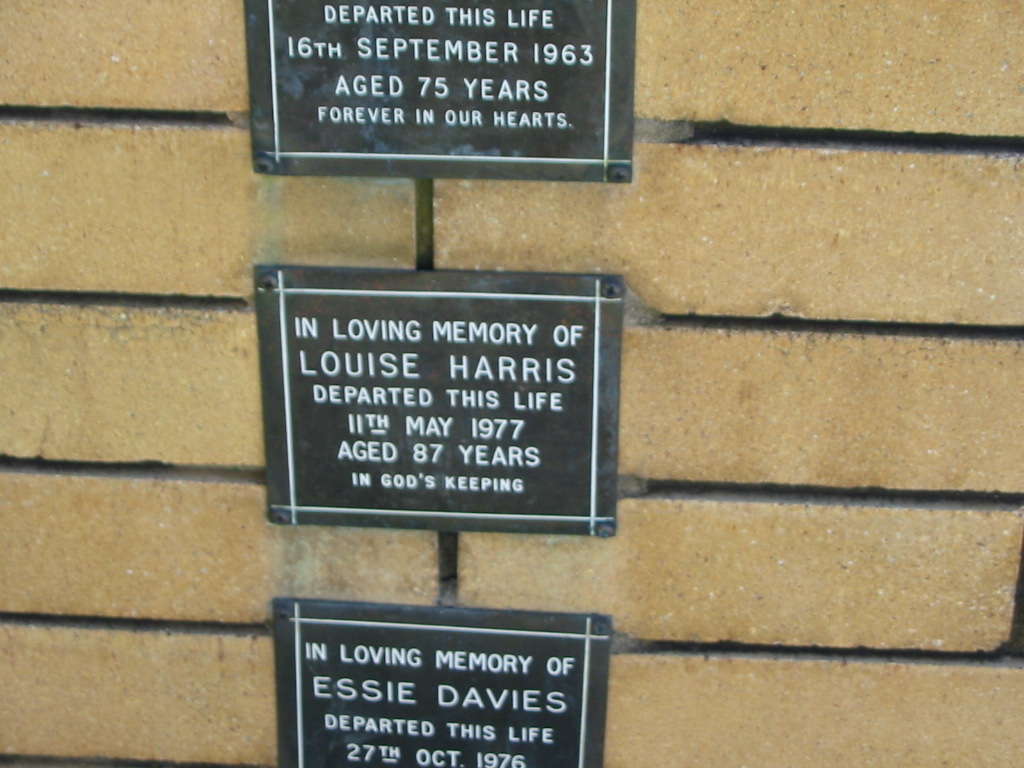 DEPARTED THIS LIFE
16TH SEPTEMBER 1963
AGED 75 YEARS
FOREVER IN OUR HEARTS.
IN LOVING MEMORY OF
LOUISE HARRIS
DEPARTED THIS LIFE
11TH MAY 1977
AGED 87 YEARS
IN GOD'S KEEPING
IN LOVING MEMORY OF
ESSIE DAVIES
DEPARTED THIS LIFE
27TH OCT. 1976